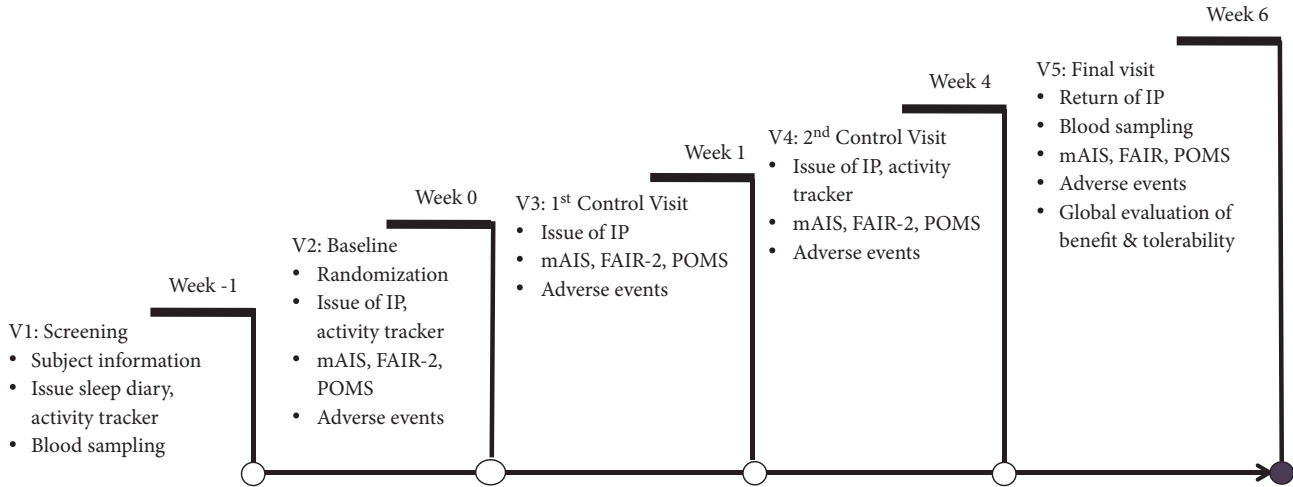 Week -1
V1: Screening
• Subject information
• Issue sleep diary,
activity tracker
• Blood sampling
Week 0
V2: Baseline
• Randomization
• Issue of IP,
activity tracker
• mAIS, FAIR-2,
POMS
• Adverse events
Week 1
V3: 1st Control Visit
• Issue of IP
• mAIS, FAIR-2, POMS
• Adverse events
Week 4
V4: 2nd Control Visit
• Issue of IP, activity
tracker
• mAIS, FAIR-2, POMS
• Adverse events
Week 6
V5: Final visit
• Return of IP
• Blood sampling
• mAIS, FAIR, POMS
• Adverse events
• Global evaluation of
benefit & tolerability